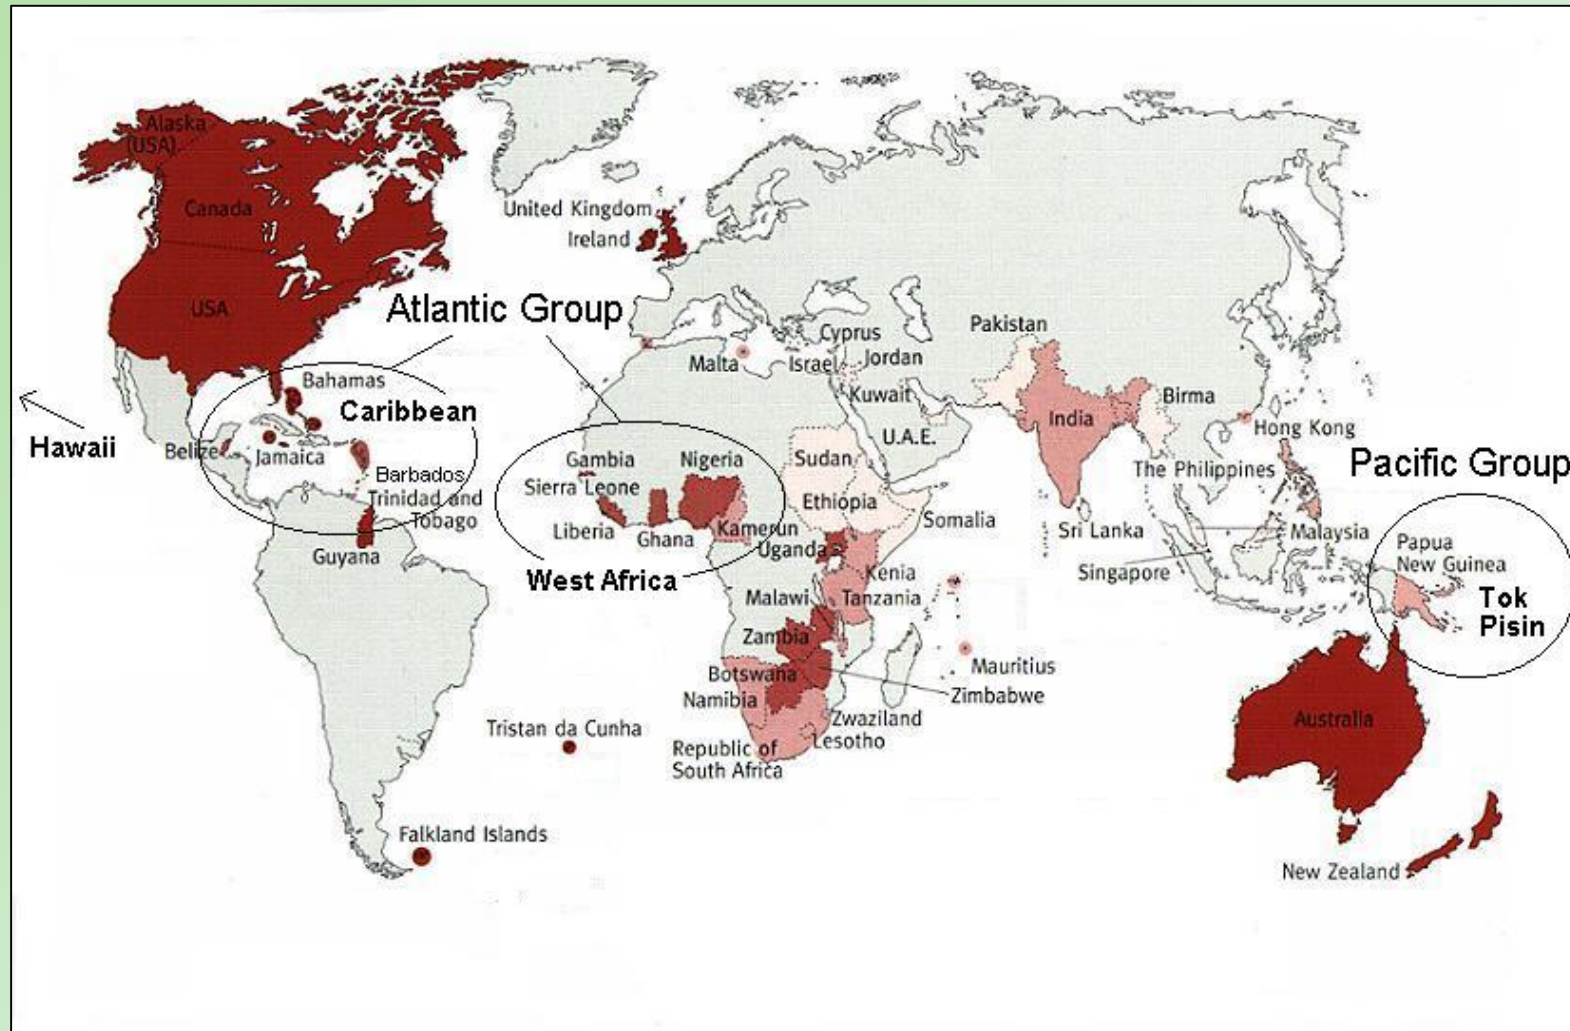 Alaska
(USA)
Canada
USA
United Kingdom
Ireland
Atlantic Group
Bahamas
Caribbean
Hawaii
Belize
Jamaica
Barbados
Trinidad and
Tobago
Guyana
Gambia
Nigeria
Sierra Leone
Liberia
Ghana
Kamerun
West Africa
Malta
Cyprus
Israel
Jordan
Kuwait
U.A.E.
Pakistan
India
Birma
Hong Kong
The Philippines
Sudan
Ethiopia
Somalia
Sri Lanka
Malaysia
Singapore
Pacific Group
Papua
New Guinea
Tok
Pisin
Uganda
Kenia
Tanzania
Malawi
Zambia
Botswana
Namibia
Mauritius
Zimbabwe
Zwaziland
Lesotho
Republic of
South Africa
Tristan da Cunha
Falkland Islands
Australia
New Zealand